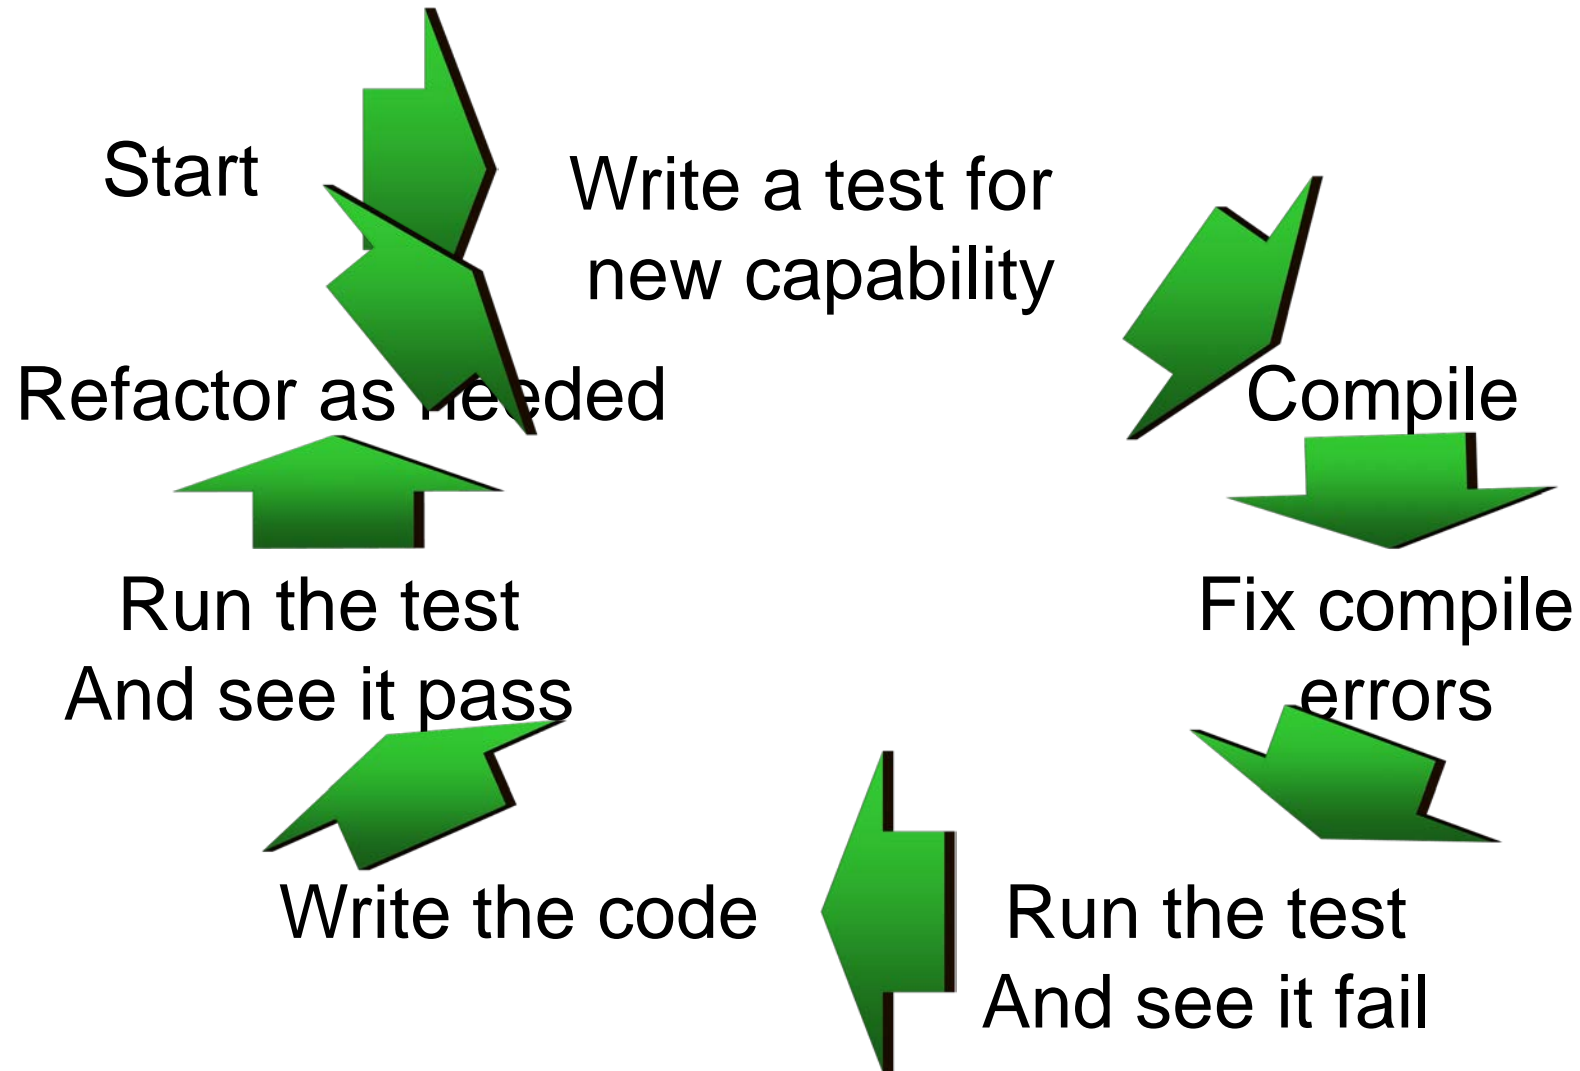 Start
Write a test for
new capability
Refactor as needed
Compile
Run the test
And see it pass
Fix compile
errors
Write the code
Run the test
And see it fail